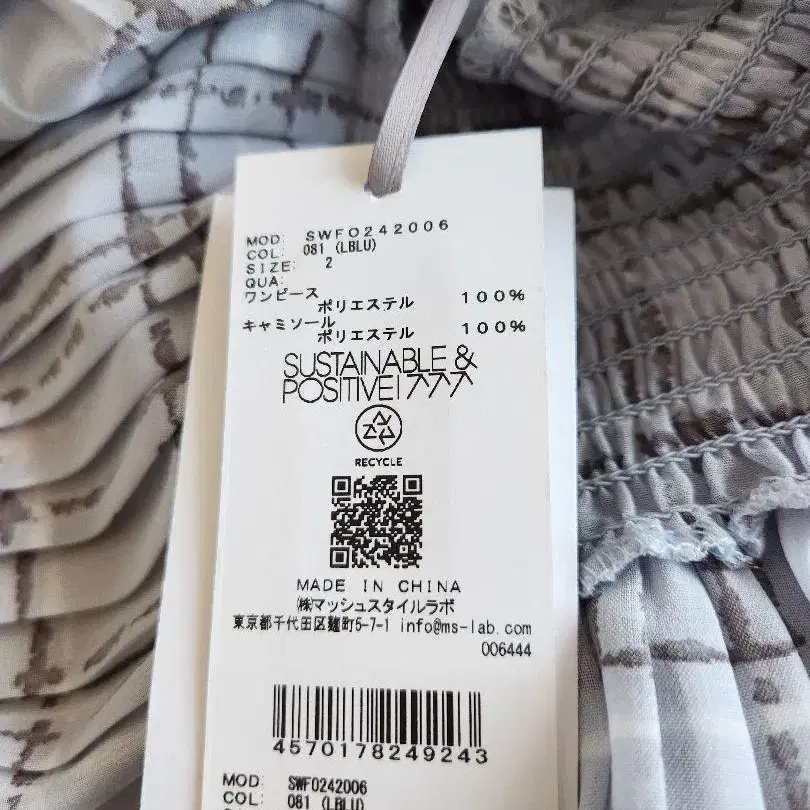 MOD: SWFO242006
COL: 081 (LBLU)
SIZE: 2
QUA:
ワンピース
ポリエステル 100%
キャミソール
ポリエステル 100%
SUSTAINABLE &
POSITIVE!
RECYCLE
MADE IN CHINA
㈱マッシュスタイルラボ
東京都千代田区麹町5-7-1 info@ms-lab.com
006444
4570178249243
MOD: SWFO242006
COL: 081 (LBLU)